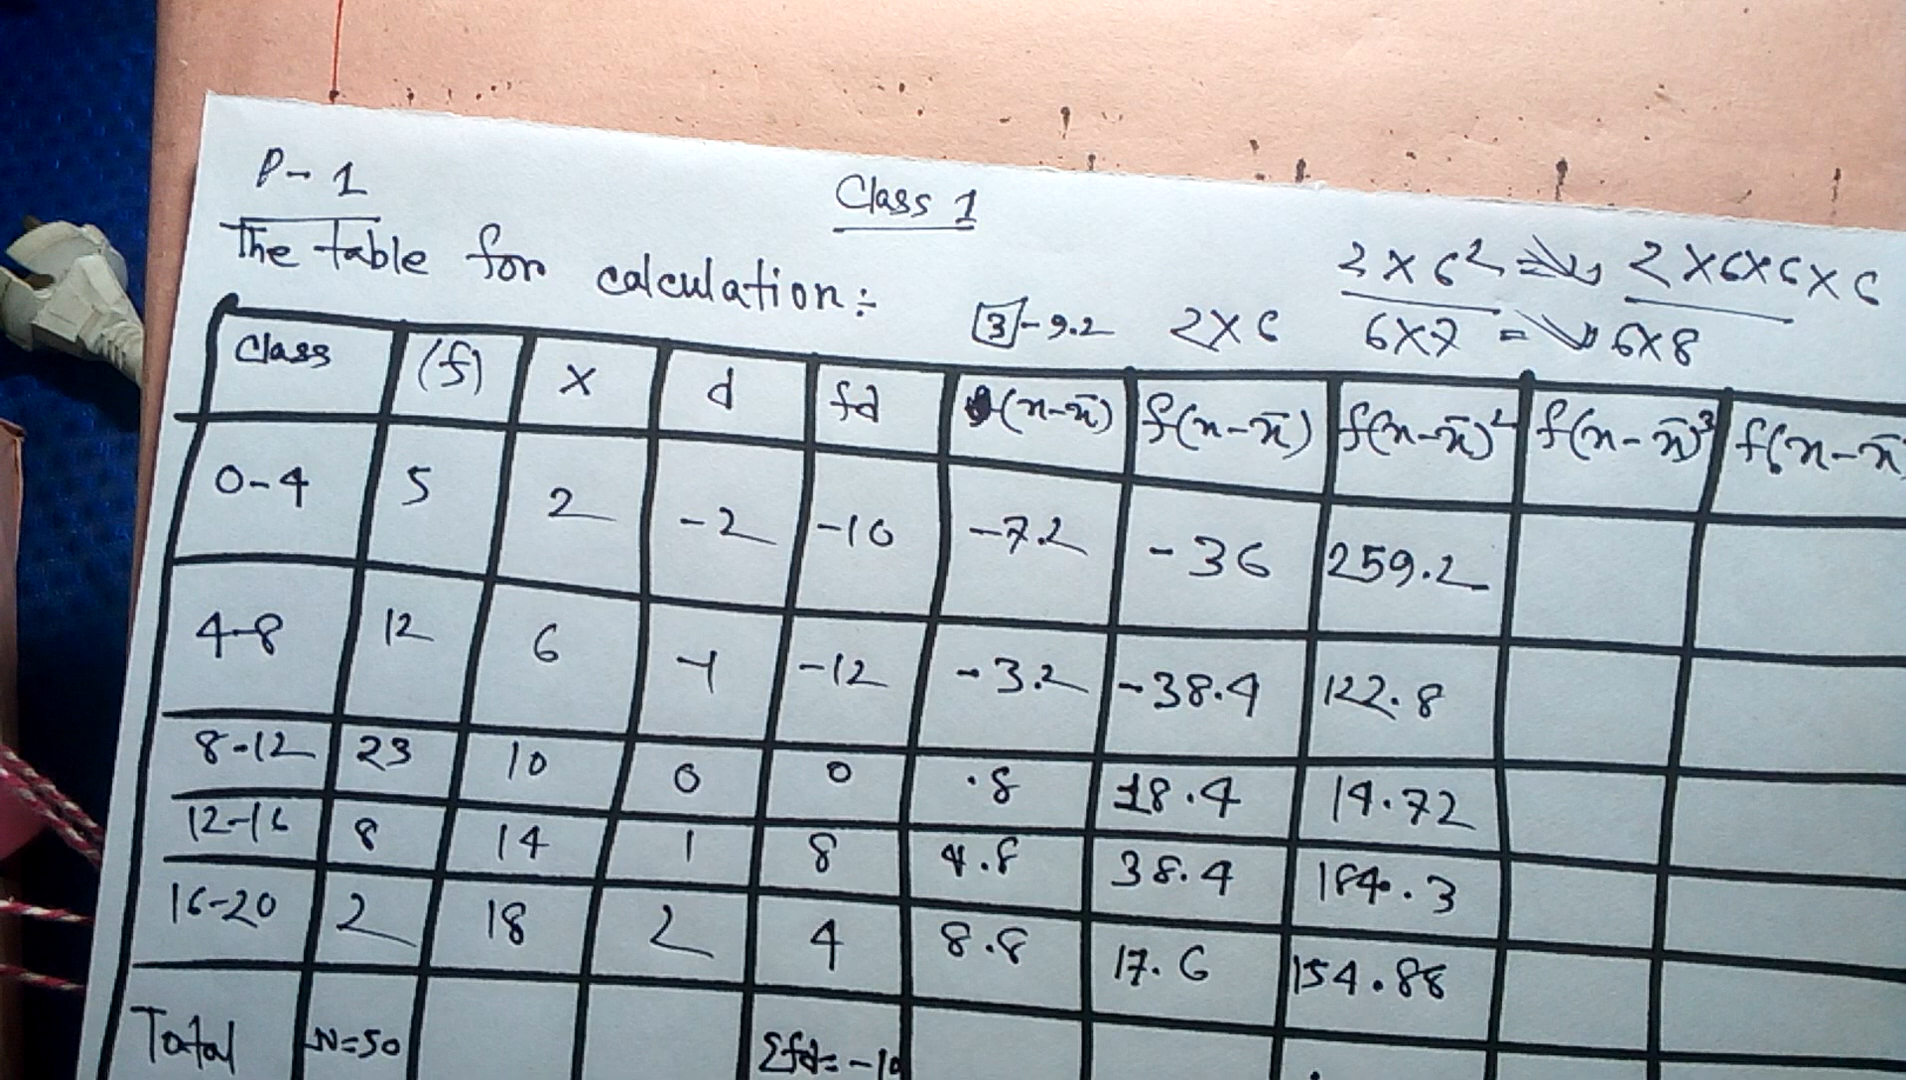 P-1
Class 1
The table for calculation:
2×6² ⇒ 2×6×6×6
[3]-9.2 2×6 6×7 = 6×8
Class (f) x d fd (x-x̄) f(x-x̄) f(x-x̄)² f(x-x̄)³ f(x-x̄
0-4 5 2 -2 -10 -7.2 -36 259.2
4-8 12 6 -1 -12 -3.2 -38.4 122.8
8-12 23 10 0 0 .8 18.4 14.72
12-16 8 14 1 8 4.8 38.4 184.3
16-20 2 18 2 4 8.8 17.6 154.88
Total N=50 Σfd=-10